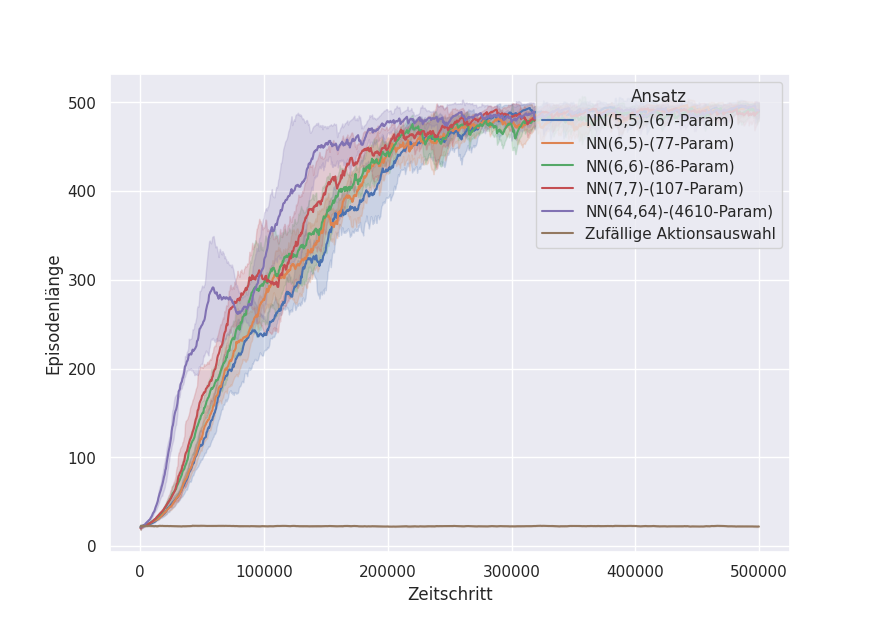 500
400
300
200
100
0
Episodenlänge
0
100000
200000
300000
400000
500000
Zeitschritt
Ansatz
NN(5,5)-(67-Param)
NN(6,5)-(77-Param)
NN(6,6)-(86-Param)
NN(7,7)-(107-Param)
NN(64,64)-(4610-Param)
Zufällige Aktionsauswahl